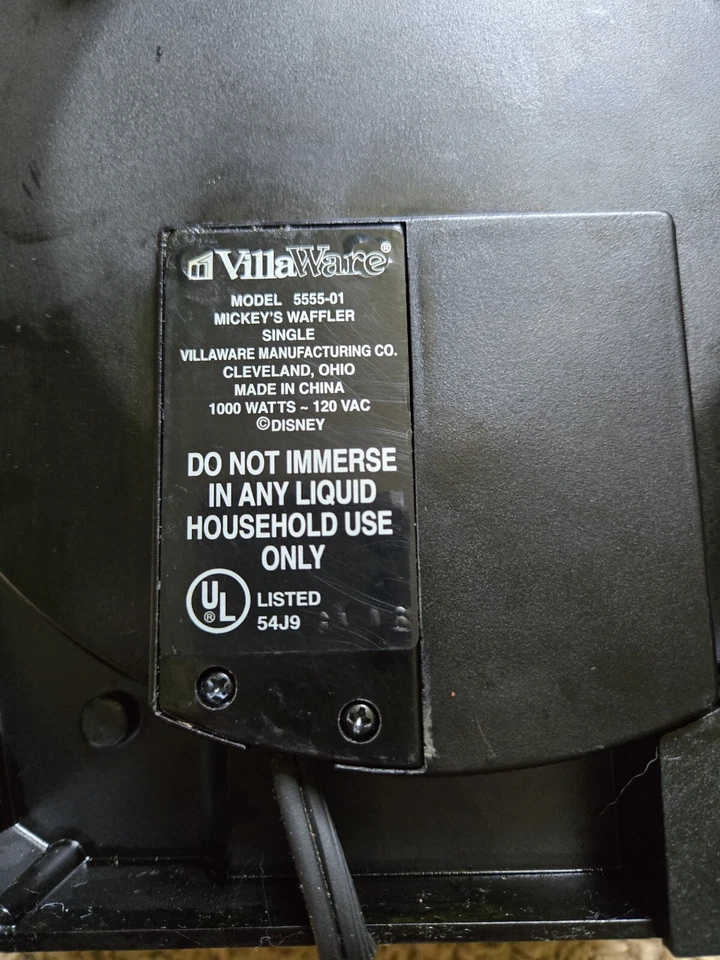 VillaWare®
MODEL 5555-01
MICKEY'S WAFFLER
SINGLE
VILLAWARE MANUFACTURING CO.
CLEVELAND, OHIO
MADE IN CHINA
1000 WATTS ~ 120 VAC
©DISNEY
DO NOT IMMERSE
IN ANY LIQUID
HOUSEHOLD USE
ONLY
UL® LISTED
54J9